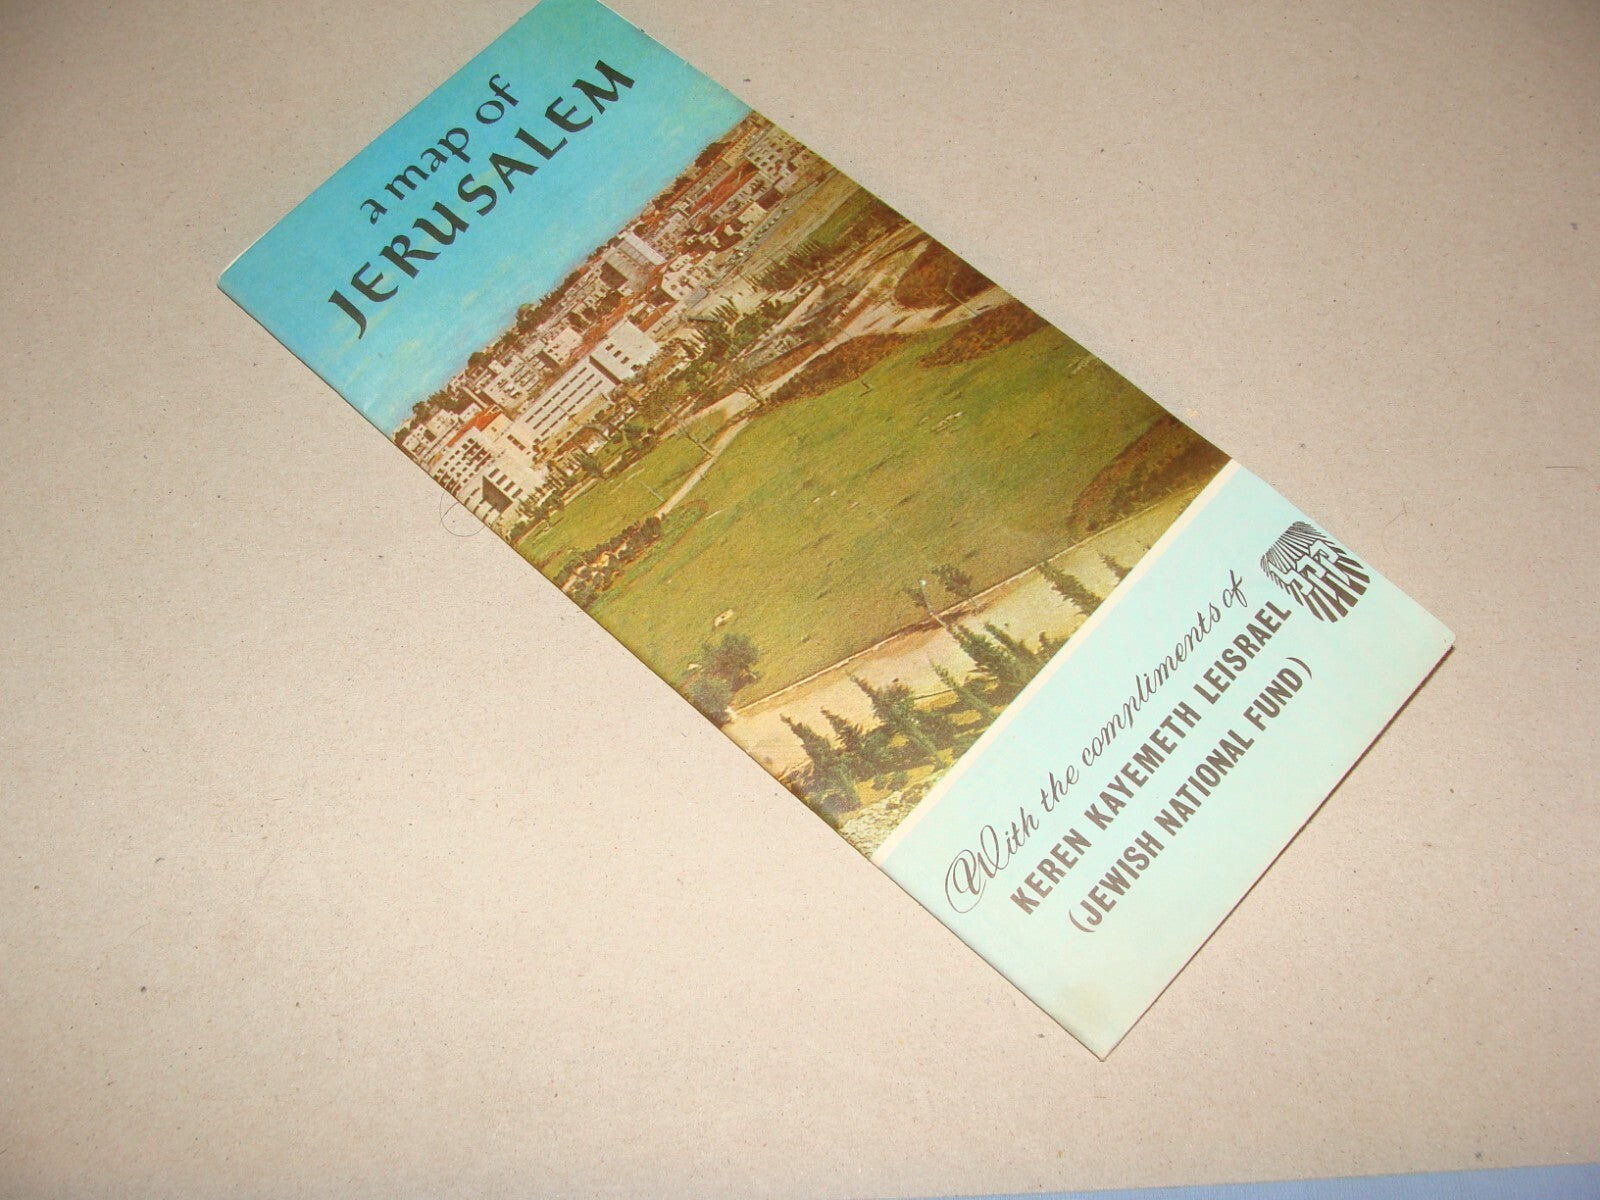 a map of
JERUSALEM
With the compliments of
KEREN KAYEMETH LEISRAEL
(JEWISH NATIONAL FUND)